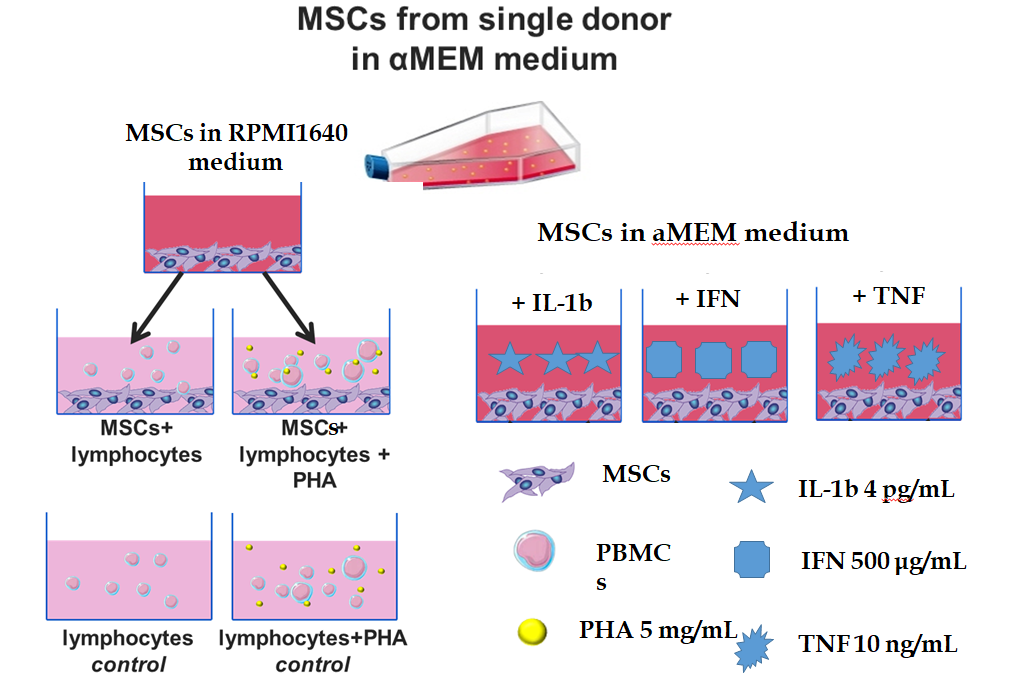 MSCs from single donor
in αMEM medium
MSCs in RPMI1640
medium
MSCs in aMEM medium
+ IL-1b
+ IFN
+ TNF
MSCs+
lymphocytes
MSCs+
lymphocytes +
PHA
MSCs
IL-1b 4 pg/mL
PBMC
s
IFN 500 µg/mL
PHA 5 mg/mL
TNF 10 ng/mL
lymphocytes
control
lymphocytes+PHA
control